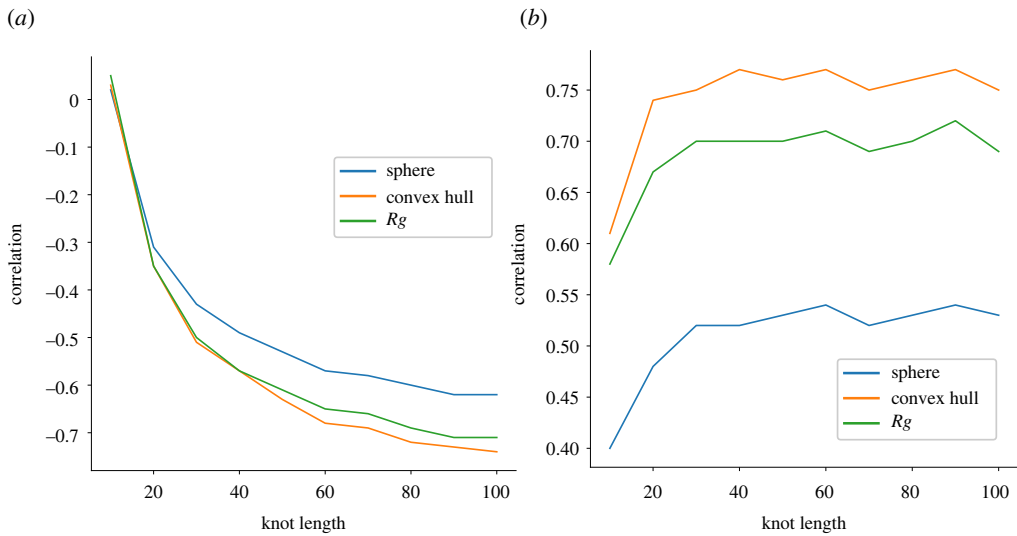 (a)
0
–0.1
–0.2
–0.3
–0.4
–0.5
–0.6
–0.7
correlation
20 40 60 80 100
knot length
sphere
convex hull
Rg
(b)
0.75
0.70
0.65
0.60
0.55
0.50
0.45
0.40
correlation
20 40 60 80 100
knot length
sphere
convex hull
Rg